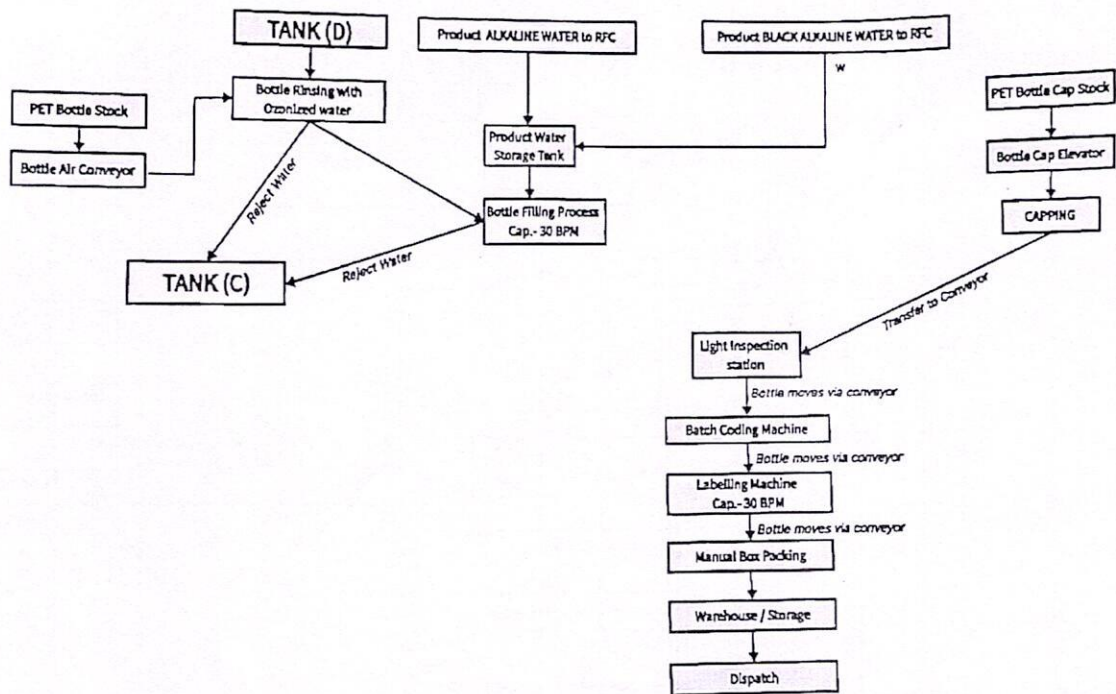 TANK (D)
Product ALKALINE WATER to RFC
Product BLACK ALKALINE WATER to RFC
W
PET Bottle Stock
Bottle Rinsing with
Ozonized water
PET Bottle Cap Stock
Bottle Air Conveyor
Product Water
Storage Tank
Bottle Cap Elevator
Reject Water
Bottle Filling Process
Cap.- 30 BPM
CAPPING
TANK (C)
Reject Water
Transfer to Conveyor
Light Inspection
station
Bottle moves via conveyor
Batch Coding Machine
Bottle moves via conveyor
Labelling Machine
Cap.- 30 BPM
Bottle moves via conveyor
Manual Box Packing
Warehouse / Storage
Dispatch